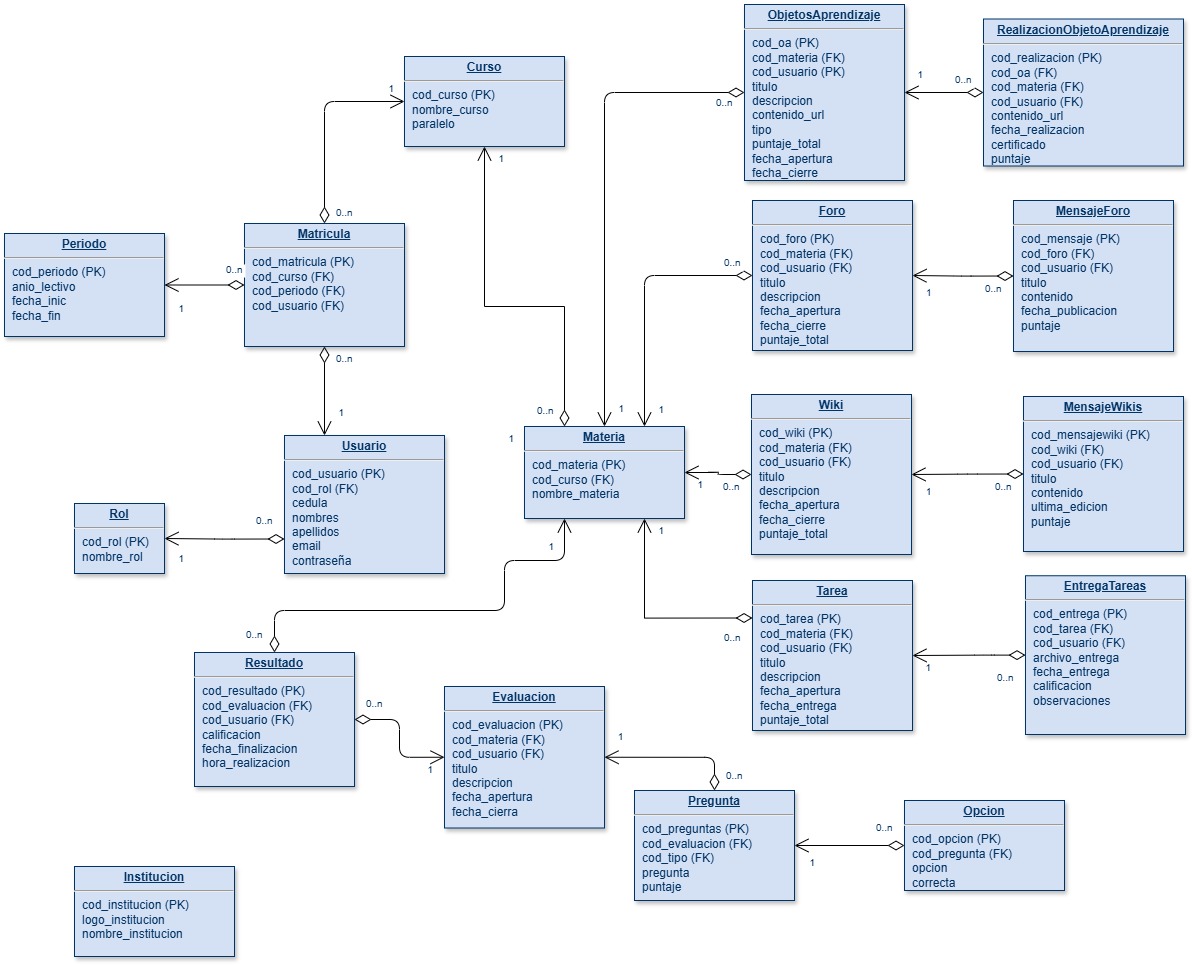 ObjetosAprendizaje
cod_oa (PK)
cod_materia (FK)
cod_usuario (PK)
titulo
descripcion
contenido_url
tipo
puntaje_total
fecha_apertura
fecha_cierre
0..n
1
0..n
RealizacionObjetoAprendizaje
cod_realizacion (PK)
cod_oa (FK)
cod_materia (FK)
cod_usuario (FK)
contenido_url
fecha_realizacion
certificado
puntaje
Curso
cod_curso (PK)
nombre_curso
paralelo
1
1
Foro
cod_foro (PK)
cod_materia (FK)
cod_usuario (FK)
titulo
descripcion
fecha_apertura
fecha_cierre
puntaje_total
0..n
1
0..n
MensajeForo
cod_mensaje (PK)
cod_foro (FK)
cod_usuario (FK)
titulo
contenido
fecha_publicacion
puntaje
0..n
Matricula
cod_matricula (PK)
cod_curso (FK)
cod_periodo (FK)
cod_usuario (FK)
0..n
1
0..n
1
Periodo
cod_periodo (PK)
anio_lectivo
fecha_inic
fecha_fin
Usuario
cod_usuario (PK)
cod_rol (FK)
cedula
nombres
apellidos
email
contraseña
0..n
1
Rol
cod_rol (PK)
nombre_rol
0..n
1
1
1
Materia
cod_materia (PK)
cod_curso (FK)
nombre_materia
1
0..n
1
1
Wiki
cod_wiki (PK)
cod_materia (FK)
cod_usuario (FK)
titulo
descripcion
fecha_apertura
fecha_cierre
puntaje_total
1
0..n
MensajeWikis
cod_mensajewiki (PK)
cod_wiki (FK)
cod_usuario (FK)
titulo
contenido
ultima_edicion
puntaje
Tarea
cod_tarea (PK)
cod_materia (FK)
cod_usuario (FK)
titulo
descripcion
fecha_apertura
fecha_entrega
puntaje_total
0..n
1
0..n
EntregaTareas
cod_entrega (PK)
cod_tarea (FK)
cod_usuario (FK)
archivo_entrega
fecha_entrega
calificacion
observaciones
0..n
Resultado
cod_resultado (PK)
cod_evaluacion (FK)
cod_usuario (FK)
calificacion
fecha_finalizacion
hora_realizacion
0..n
1
Evaluacion
cod_evaluacion (PK)
cod_materia (FK)
cod_usuario (FK)
titulo
descripcion
fecha_apertura
fecha_cierra
1
0..n
Pregunta
cod_preguntas (PK)
cod_evaluacion (FK)
cod_tipo (FK)
pregunta
puntaje
1
0..n
Opcion
cod_opcion (PK)
cod_pregunta (FK)
opcion
correcta
Institucion
cod_institucion (PK)
logo_institucion
nombre_institucion